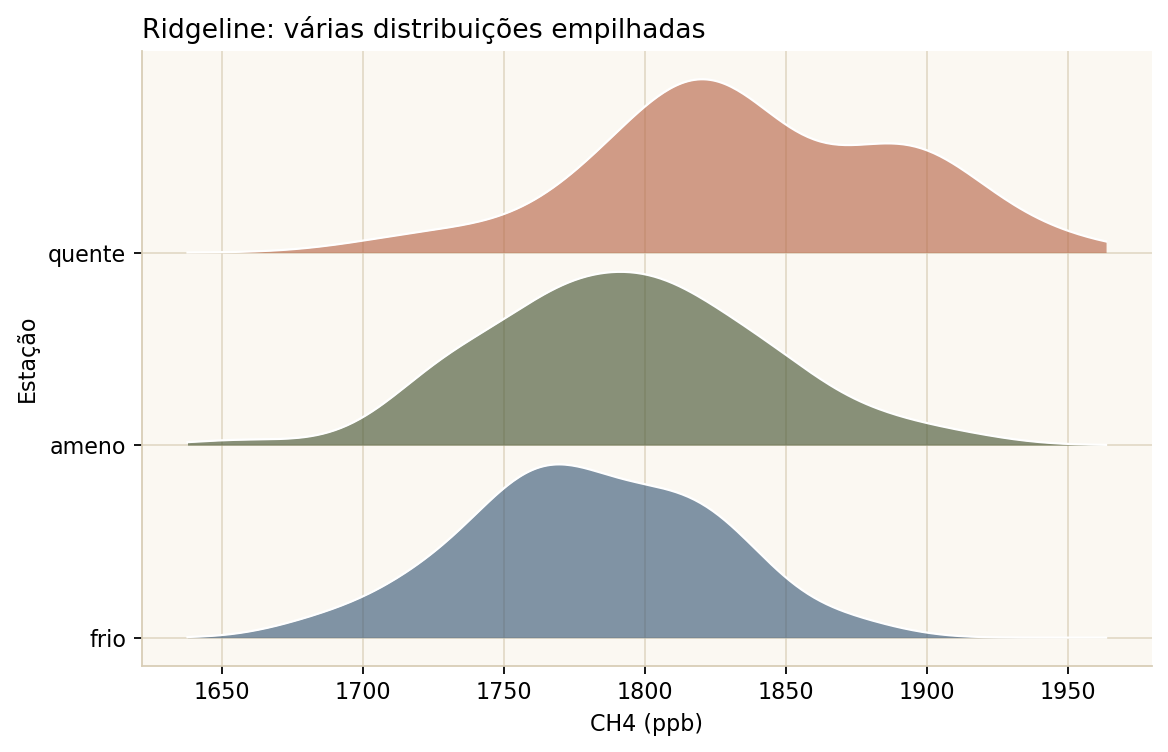 Ridgeline: várias distribuições empilhadas
Estação
quente
ameno
frio
1650 1700 1750 1800 1850 1900 1950
CH4 (ppb)